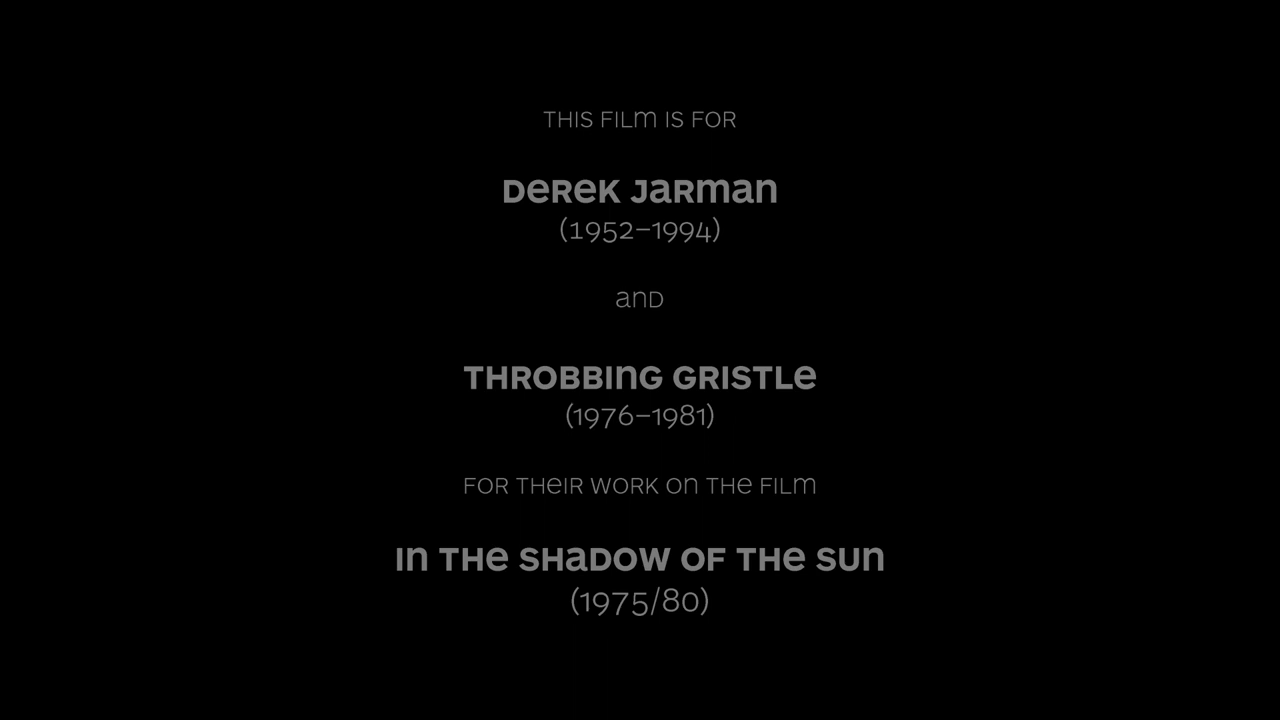 THIS FILm IS FOR
DeReK JaRman
(1952–1994)
anD
THROBBInG GRISTLe
(1976–1981)
FOR THeIR WORK On THe FILm
In THe SHaDOW OF THe Sun
(1975/80)